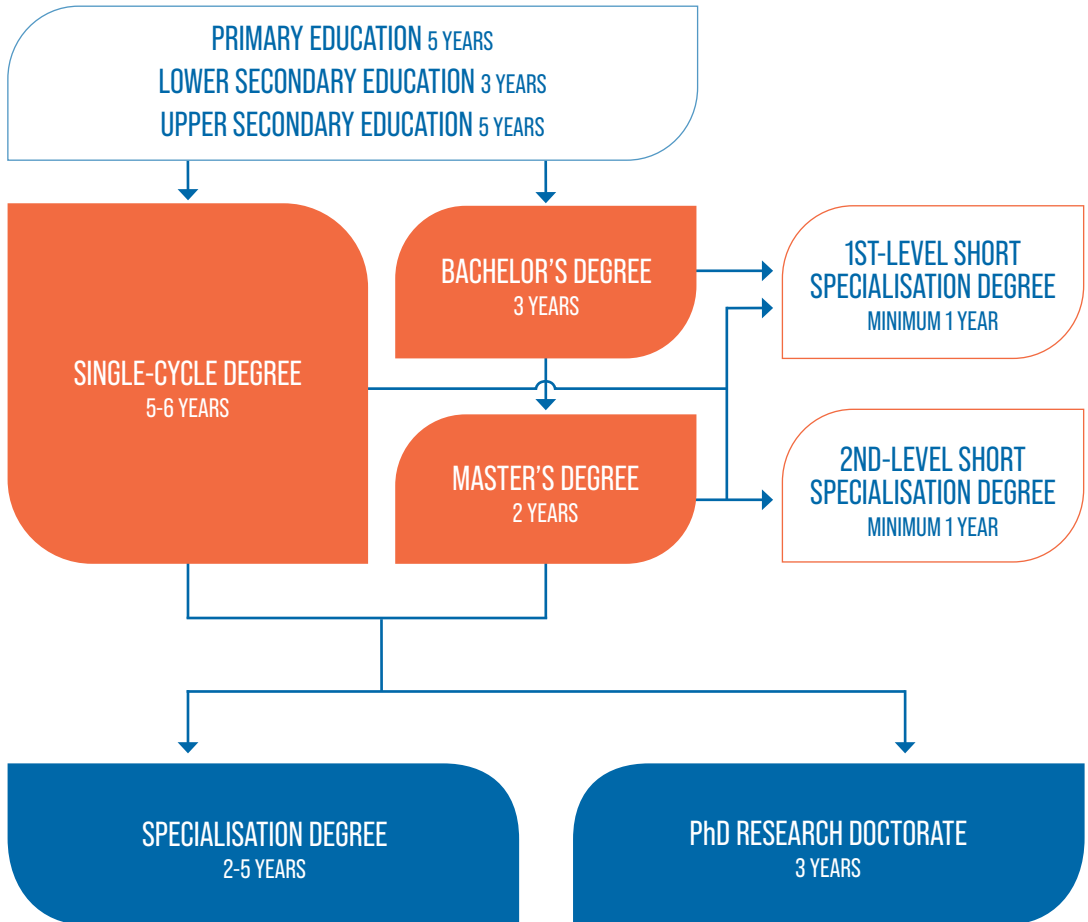 PRIMARY EDUCATION 5 YEARS
LOWER SECONDARY EDUCATION 3 YEARS
UPPER SECONDARY EDUCATION 5 YEARS
SINGLE-CYCLE DEGREE
5-6 YEARS
BACHELOR'S DEGREE
3 YEARS
1ST-LEVEL SHORT
SPECIALISATION DEGREE
MINIMUM 1 YEAR
MASTER'S DEGREE
2 YEARS
2ND-LEVEL SHORT
SPECIALISATION DEGREE
MINIMUM 1 YEAR
SPECIALISATION DEGREE
2-5 YEARS
PhD RESEARCH DOCTORATE
3 YEARS